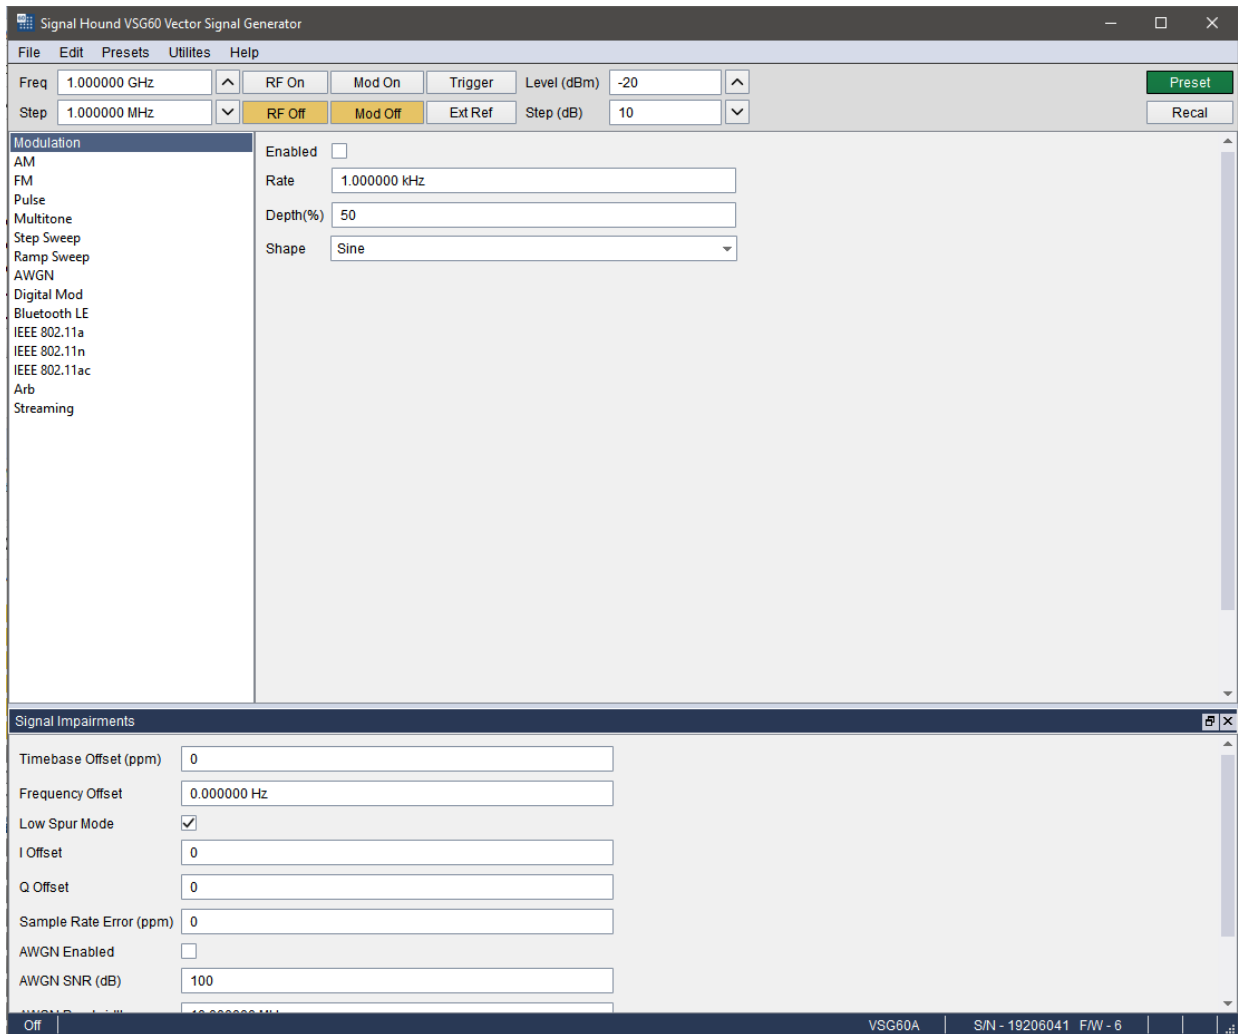 Signal Hound VSG60 Vector Signal Generator
File Edit Presets Utilites Help
Freq 1.000000 GHz RF On Mod On Trigger Level (dBm) -20 Preset
Step 1.000000 MHz RF Off Mod Off Ext Ref Step (dB) 10 Recal
Modulation
AM
FM
Pulse
Multitone
Step Sweep
Ramp Sweep
AWGN
Digital Mod
Bluetooth LE
IEEE 802.11a
IEEE 802.11n
IEEE 802.11ac
Arb
Streaming
Enabled
Rate 1.000000 kHz
Depth(%) 50
Shape Sine
Signal Impairments
Timebase Offset (ppm) 0
Frequency Offset 0.000000 Hz
Low Spur Mode
I Offset 0
Q Offset 0
Sample Rate Error (ppm) 0
AWGN Enabled
AWGN SNR (dB) 100
Off VSG60A S/N - 19206041 F/W - 6